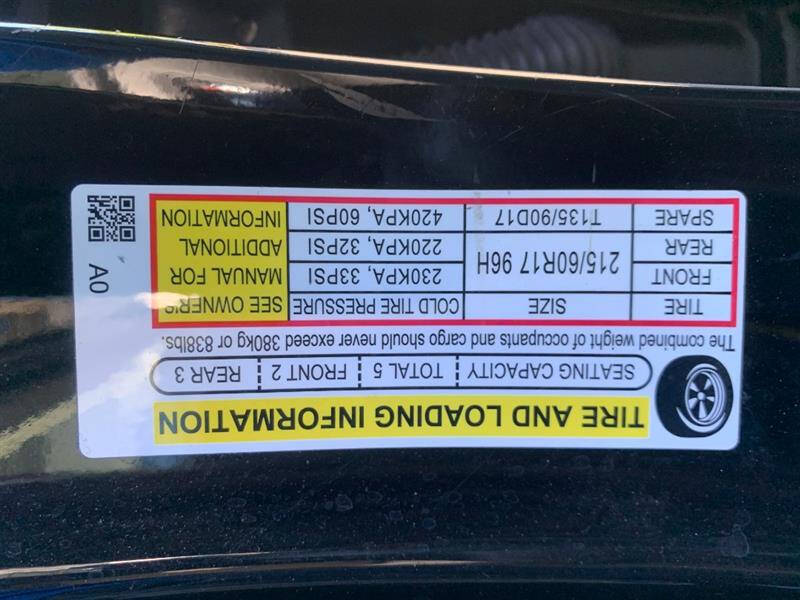 TIRE AND LOADING INFORMATION
SEATING CAPACITY TOTAL 5 FRONT 2 REAR 3
The combined weight of occupants and cargo should never exceed 380kg or 838lbs.
TIRE SIZE COLD TIRE PRESSURE SEE OWNER'S MANUAL FOR ADDITIONAL INFORMATION
FRONT 215/60R17 96H 230KPA, 33PSI
REAR 220KPA, 32PSI
SPARE T135/90D17 420KPA, 60PSI
A0